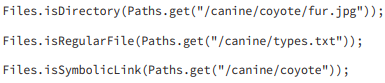 Files.isDirectory(Paths.get("/canine/coyote/fur.jpg"));
Files.isRegularFile(Paths.get("/canine/types.txt"));
Files.isSymbolicLink(Paths.get("/canine/coyote"));